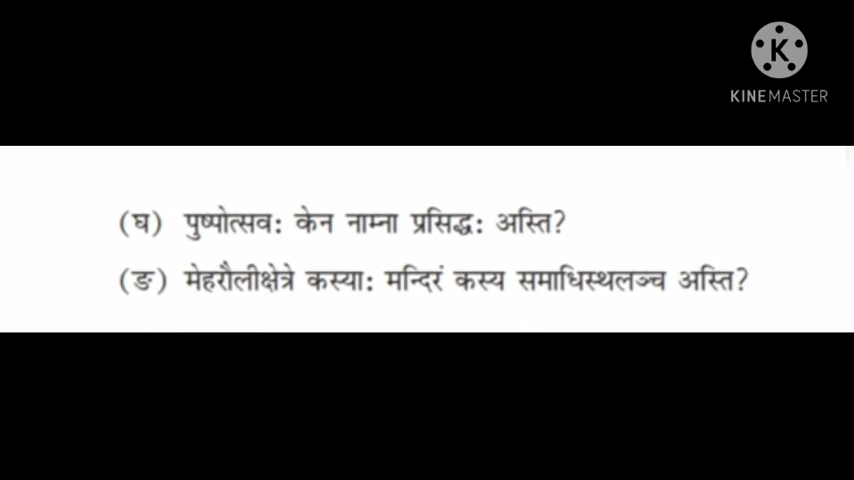 KINEMASTER
(घ) पुष्पोत्सव: केन नाम्ना प्रसिद्ध: अस्ति?
(ङ) मेहरौलीक्षेत्रे कस्या: मन्दिरं कस्य समाधिस्थलञ्च अस्ति?